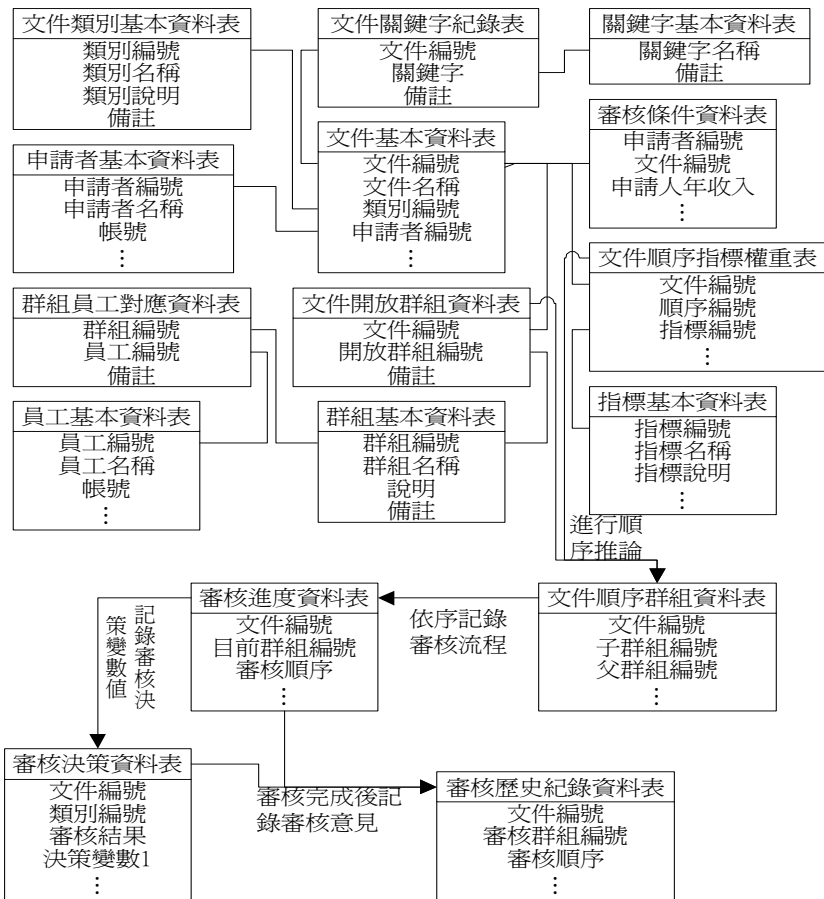 文件類別基本資料表
類別編號
類別名稱
類別說明
備註
文件關鍵字紀錄表
文件編號
關鍵字
備註
關鍵字基本資料表
關鍵字名稱
備註
審核條件資料表
申請者編號
文件編號
申請人年收入
⋮
申請者基本資料表
申請者編號
申請者名稱
帳號
⋮
文件基本資料表
文件編號
文件名稱
類別編號
申請者編號
⋮
文件順序指標權重表
文件編號
順序編號
指標編號
⋮
群組員工對應資料表
群組編號
員工編號
備註
文件開放群組資料表
文件編號
開放群組編號
備註
指標基本資料表
指標編號
指標名稱
指標說明
⋮
員工基本資料表
員工編號
員工名稱
帳號
⋮
群組基本資料表
群組編號
群組名稱
說明
備註
進行順
序推論
文件順序群組資料表
文件編號
子群組編號
父群組編號
⋮
依序記錄
審核流程
審核進度資料表
文件編號
目前群組編號
審核順序
⋮
記錄審核決
策變數值
審核決策資料表
文件編號
類別編號
審核結果
決策變數1
⋮
審核完成後記
錄審核意見
審核歷史紀錄資料表
文件編號
審核群組編號
審核順序
⋮